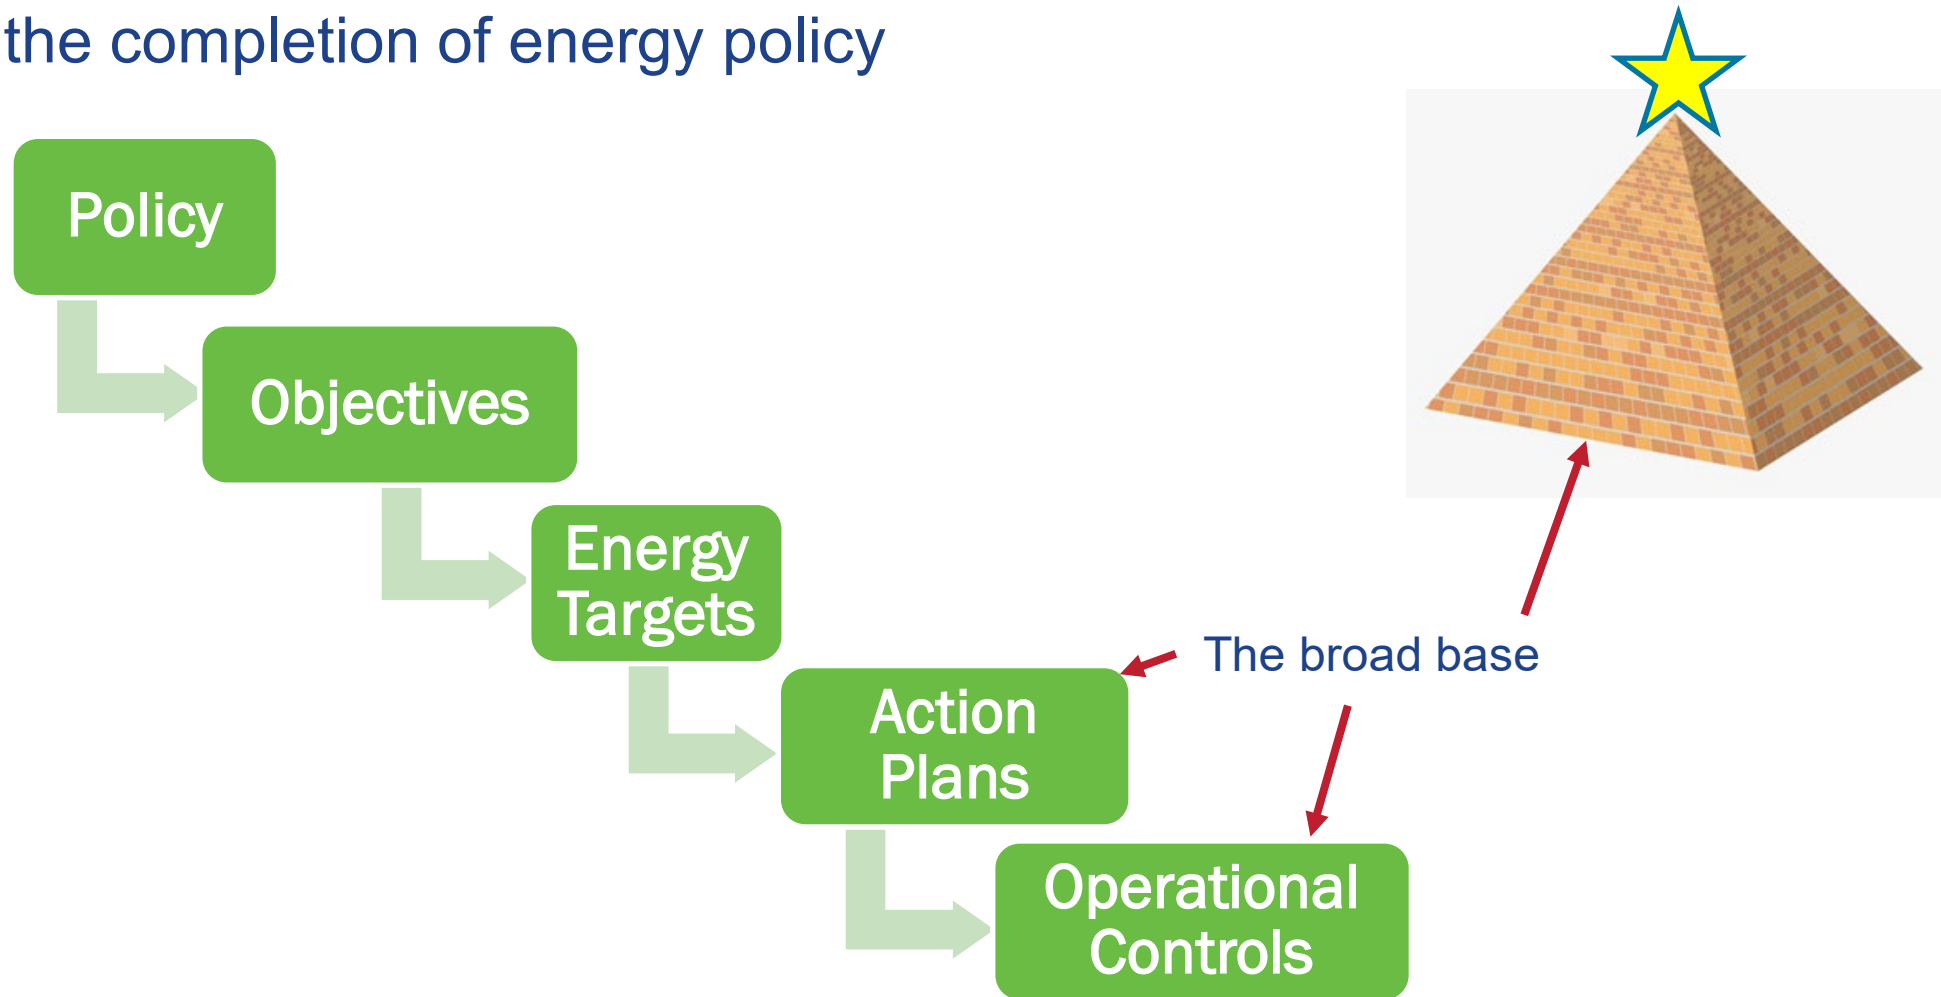 the completion of energy policy
Policy
Objectives
Energy
Targets
The broad base
Action
Plans
Operational
Controls